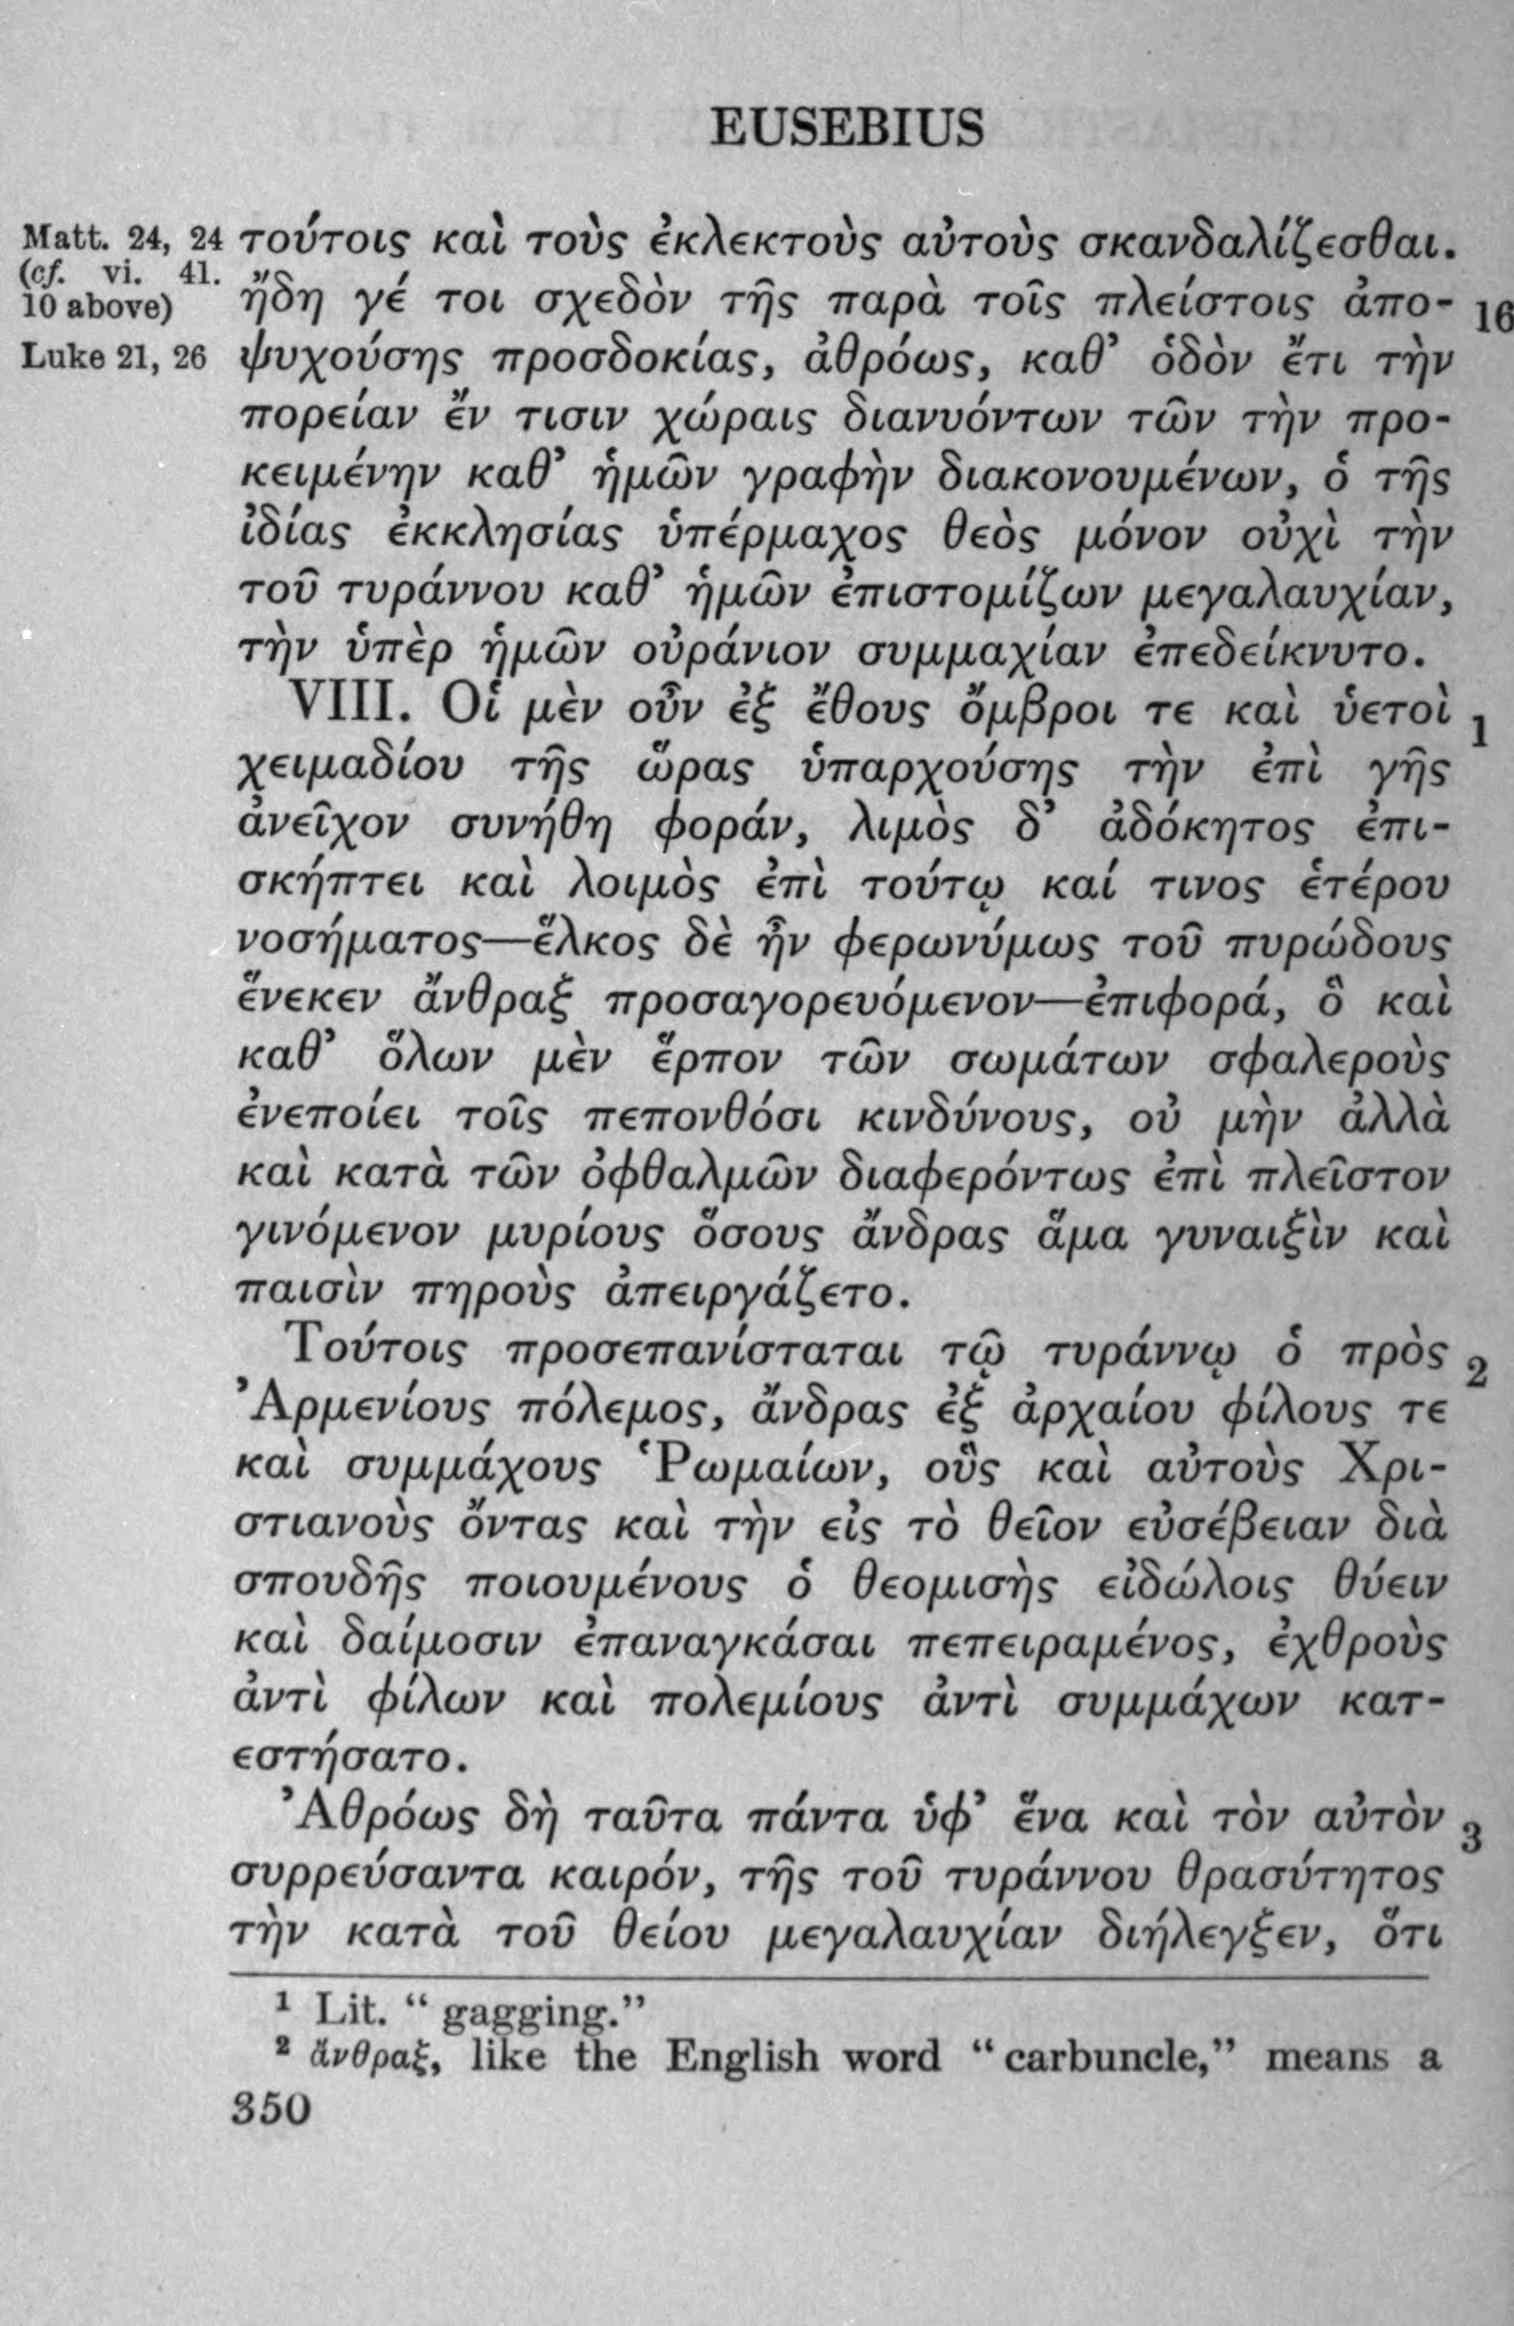 EUSEBIUS
Matt. 24, 24 τούτοις καὶ τοὺς ἐκλεκτοὺς αὐτοὺς σκανδαλίζεσθαι.
(cf. vi. 41.
10 above) ἤδη γέ τοι σχεδὸν τῆς παρὰ τοῖς πλείστοις ἀπο- 16
Luke 21, 26 ψυχούσης προσδοκίας, ἀθρόως, καθ’ ὁδὸν ἔτι τὴν
πορείαν ἔν τισιν χώραις διανυόντων τῶν τὴν προ-
κειμένην καθ’ ἡμῶν γραφὴν διακονουμένων, ὁ τῆς
ἰδίας ἐκκλησίας ὑπέρμαχος θεὸς μόνον οὐχὶ τὴν
τοῦ τυράννου καθ’ ἡμῶν ἐπιστομίζων μεγαλαυχίαν,
τὴν ὑπὲρ ἡμῶν οὐράνιον συμμαχίαν ἐπεδείκνυτο.
VIII. Οἱ μὲν οὖν ἐξ ἔθους ὄμβροι τε καὶ ὑετοὶ 1
χειμαδίου τῆς ὥρας ὑπαρχούσης τὴν ἐπὶ γῆς
ἀνεῖχον συνήθη φοράν, λιμὸς δ’ ἀδόκητος ἐπι-
σκήπτει καὶ λοιμὸς ἐπὶ τούτῳ καί τινος ἑτέρου
νοσήματος—ἕλκος δὲ ἦν φερωνύμως τοῦ πυρώδους
ἕνεκεν ἄνθραξ προσαγορευόμενον—ἐπιφορά, ὃ καὶ
καθ’ ὅλων μὲν ἕρπον τῶν σωμάτων σφαλεροὺς
ἐνεποίει τοῖς πεπονθόσι κινδύνους, οὐ μὴν ἀλλὰ
καὶ κατὰ τῶν ὀφθαλμῶν διαφερόντως ἐπὶ πλεῖστον
γινόμενον μυρίους ὅσους ἄνδρας ἅμα γυναιξὶν καὶ
παισὶν πηροὺς ἀπειργάζετο.
Τούτοις προσεπανίσταται τῷ τυράννῳ ὁ πρὸς 2
Ἀρμενίους πόλεμος, ἄνδρας ἐξ ἀρχαίου φίλους τε
καὶ συμμάχους Ῥωμαίων, οὓς καὶ αὐτοὺς Χρι-
στιανοὺς ὄντας καὶ τὴν εἰς τὸ θεῖον εὐσέβειαν διὰ
σπουδῆς ποιουμένους ὁ θεομισὴς εἰδώλοις θύειν
καὶ δαίμοσιν ἐπαναγκάσαι πεπειραμένος, ἐχθροὺς
ἀντὶ φίλων καὶ πολεμίους ἀντὶ συμμάχων κατ-
εστήσατο.
Ἀθρόως δὴ ταῦτα πάντα ὑφ’ ἕνα καὶ τὸν αὐτὸν 3
συρρεύσαντα καιρόν, τῆς τοῦ τυράννου θρασύτητος
τὴν κατὰ τοῦ θείου μεγαλαυχίαν διήλεγξεν, ὅτι
¹ Lit. “ gagging.”
² ἄνθραξ, like the English word “ carbuncle,” means a
350